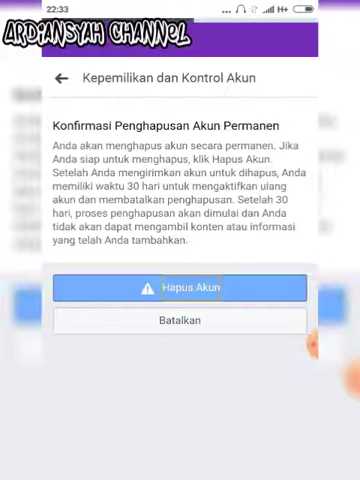 22:33
H+
ARDIANSYAH CHANNEL
Kepemilikan dan Kontrol Akun
Konfirmasi Penghapusan Akun Permanen
Anda akan menghapus akun secara permanen. Jika
Anda siap untuk menghapus, klik Hapus Akun.
Setelah Anda mengirimkan akun untuk dihapus, Anda
memiliki waktu 30 hari untuk mengaktifkan ulang
akun dan membatalkan penghapusan. Setelah 30
hari, proses penghapusan akan dimulai dan Anda
tidak akan dapat mengambil konten atau informasi
yang telah Anda tambahkan.
Hapus Akun
Batalkan